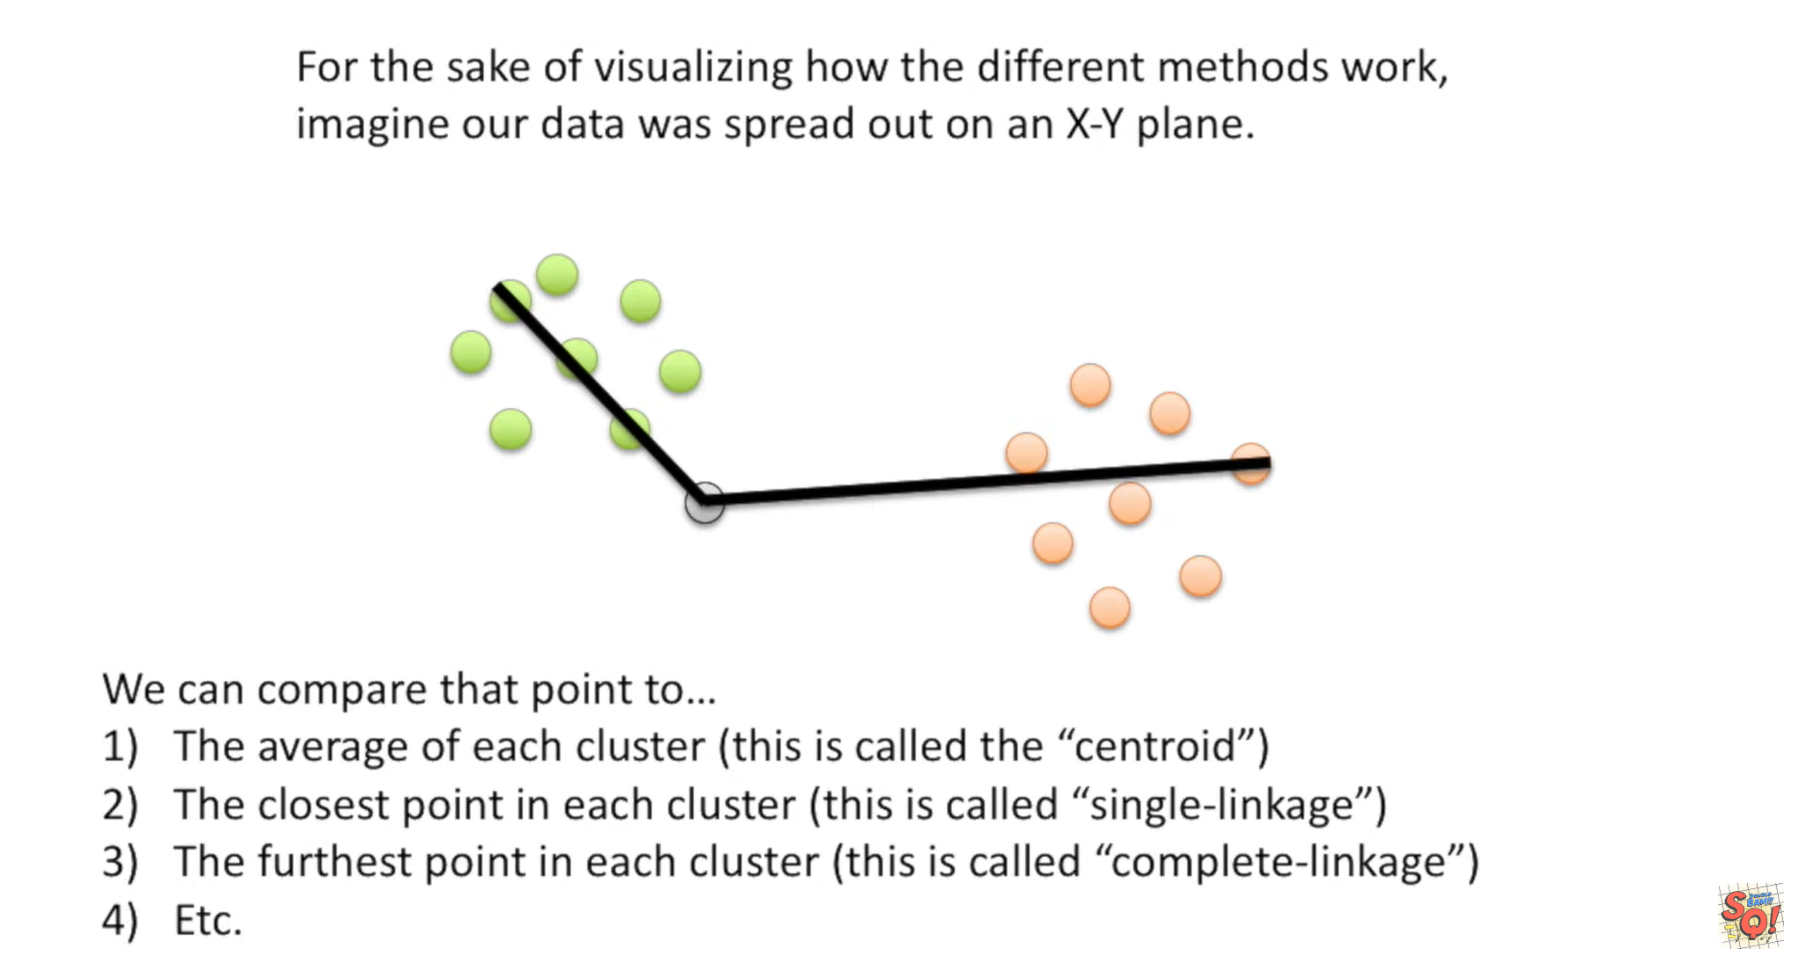 For the sake of visualizing how the different methods work,
imagine our data was spread out on an X-Y plane.
We can compare that point to...
1) The average of each cluster (this is called the “centroid”)
2) The closest point in each cluster (this is called “single-linkage”)
3) The furthest point in each cluster (this is called “complete-linkage”)
4) Etc.
SQ!